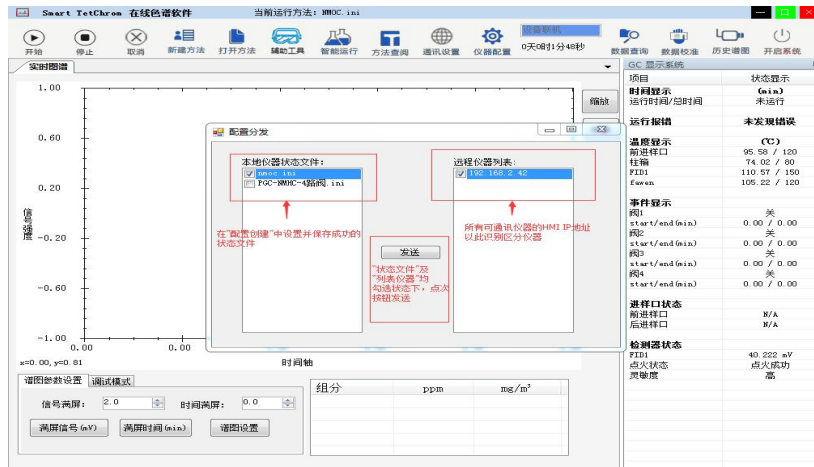 Smart TetChrom 在线色谱软件 当前运行方法: NMOC. ini
开始 停止 取消 新建方法 打开方法 辅助工具 智能运行 方法查阅 通讯设置 仪器配置
设备联机
0天0时1分48秒
数据查询 数据校准 历史谱图 开启系统
实时图谱
1.00
0.60
0.20
-0.20
-0.60
-1.00
信号强度
0.00 0.00
x=0.00, y=0.81
时间轴
缩放
配置分发
本地仪器状态文件:
nmoc. ini
PGC-NMHC-4路阀. ini
在"配置创建"中设置并保存成功的
状态文件
发送
"状态文件"及
"列表仪器"均
勾选状态下,点次
按钮发送
远程仪器列表:
192.168.2.42
所有可通讯仪器的HMI IP地址
以此识别区分仪器
谱图参数设置 调试模式
信号满屏: 2.0 时间满屏: 0.0
满屏信号(mV) 满屏时间(min) 谱图设置
组分 ppm mg/m³
GC 显示系统
项目 状态显示
时间显示 (min)
运行时间/总时间 未运行
运行报错 未发现错误
温度显示 (℃)
前进样口 95.58 / 120
柱箱 74.02 / 80
FID1 110.57 / 150
fawen 105.22 / 120
事件显示
阀1 关
start/end(min) 0.00 / 0.00
阀2 关
start/end(min) 0.00 / 0.00
阀3 关
start/end(min) 0.00 / 0.00
阀4 关
start/end(min) 0.00 / 0.00
进样口状态
前进样口 N/A
后进样口 N/A
检测器状态
FID1 40.222 mV
点火状态 点火成功
灵敏度 高